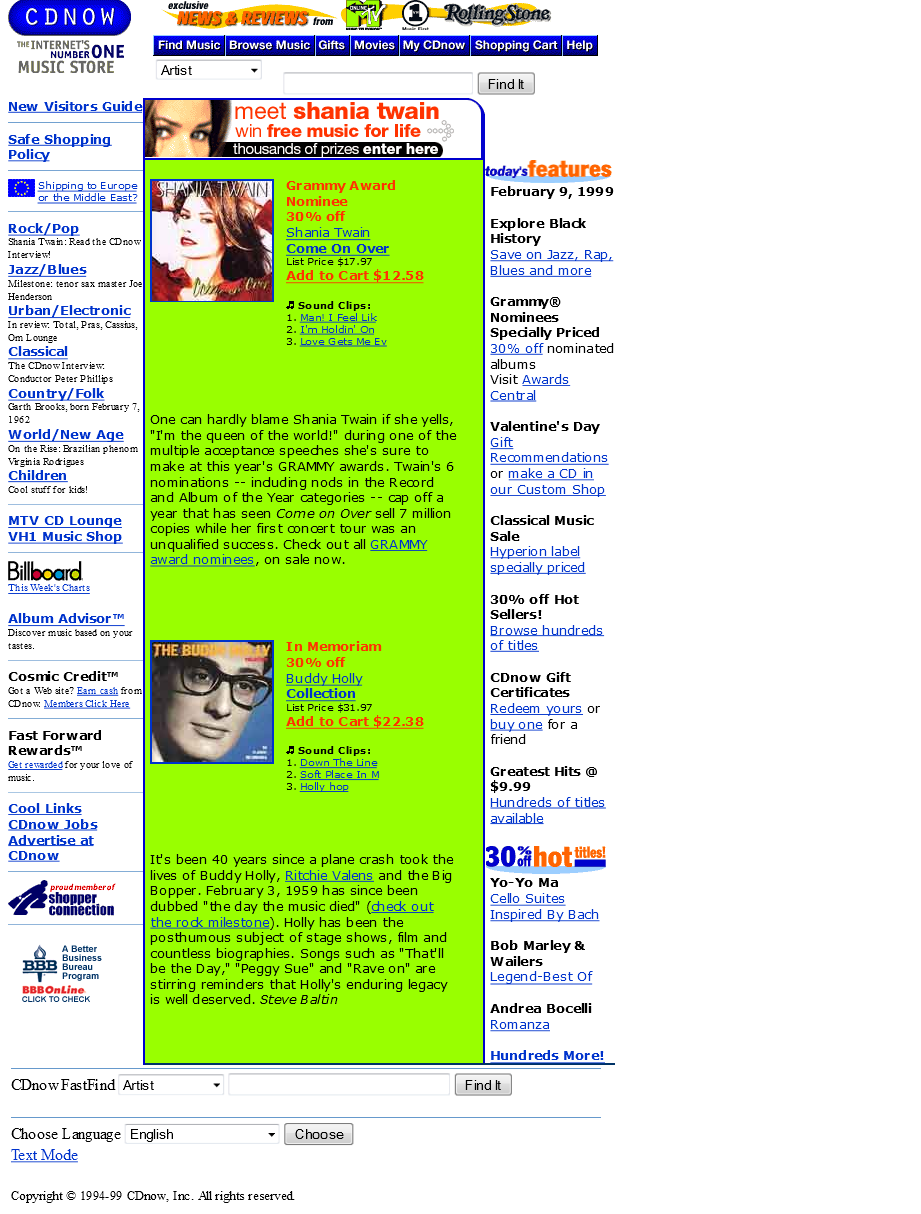 CDNOW
THE INTERNET'S
NUMBER ONE
MUSIC STORE
exclusive
NEWS & REVIEWS from
MTV
ONLINE
1
Music First
RollingStone
Find Music
Browse Music
Gifts
Movies
My CDnow
Shopping Cart
Help
Artist
Find It
New Visitors Guide
Safe Shopping
Policy
Shipping to Europe
or the Middle East?
Rock/Pop
Shania Twain: Read the CDnow
Interview!
Jazz/Blues
Milestone: tenor sax master Joe
Henderson
Urban/Electronic
In review: Total, Pras, Cassius,
Om Lounge
Classical
The CDnow Interview:
Conductor Peter Phillips
Country/Folk
Garth Brooks, born February 7,
1962
World/New Age
On the Rise: Brazilian phenom
Virginia Rodrigues
Children
Cool stuff for kids!
MTV CD Lounge
VH1 Music Shop
Billboard
This Week's Charts
Album Advisor™
Discover music based on your
tastes.
Cosmic Credit™
Got a Web site? Earn cash from
CDnow. Members Click Here
Fast Forward
Rewards™
Get rewarded for your love of
music.
Cool Links
CDnow Jobs
Advertise at
CDnow
proud member of
shopper
connection
A Better
Business
Bureau
Program
BBB
BBBOnLine
CLICK TO CHECK
meet shania twain
win free music for life
thousands of prizes enter here
SHANIA TWAIN
Come on Over
Grammy Award
Nominee
30% off
Shania Twain
Come On Over
List Price $17.97
Add to Cart $12.58
Sound Clips:
1. Man! I Feel Lik
2. I'm Holdin' On
3. Love Gets Me Ev
One can hardly blame Shania Twain if she yells,
"I'm the queen of the world!" during one of the
multiple acceptance speeches she's sure to
make at this year's GRAMMY awards. Twain's 6
nominations -- including nods in the Record
and Album of the Year categories -- cap off a
year that has seen Come on Over sell 7 million
copies while her first concert tour was an
unqualified success. Check out all GRAMMY
award nominees, on sale now.
THE BUDDY HOLLY
In Memoriam
30% off
Buddy Holly
Collection
List Price $31.97
Add to Cart $22.38
Sound Clips:
1. Down The Line
2. Soft Place In M
3. Holly hop
It's been 40 years since a plane crash took the
lives of Buddy Holly, Ritchie Valens and the Big
Bopper. February 3, 1959 has since been
dubbed "the day the music died" (check out
the rock milestone). Holly has been the
posthumous subject of stage shows, film and
countless biographies. Songs such as "That'll
be the Day," "Peggy Sue" and "Rave on" are
stirring reminders that Holly's enduring legacy
is well deserved. Steve Baltin
today's features
February 9, 1999
Explore Black
History
Save on Jazz, Rap,
Blues and more
Grammy®
Nominees
Specially Priced
30% off nominated
albums
Visit Awards
Central
Valentine's Day
Gift
Recommendations
or make a CD in
our Custom Shop
Classical Music
Sale
Hyperion label
specially priced
30% off Hot
Sellers!
Browse hundreds
of titles
CDnow Gift
Certificates
Redeem yours or
buy one for a
friend
Greatest Hits @
$9.99
Hundreds of titles
available
30% off hot titles!
Yo-Yo Ma
Cello Suites
Inspired By Bach
Bob Marley &
Wailers
Legend-Best Of
Andrea Bocelli
Romanza
Hundreds More!
CDnow FastFind
Artist
Find It
Choose Language
English
Choose
Text Mode
Copyright © 1994-99 CDnow, Inc. All rights reserved.